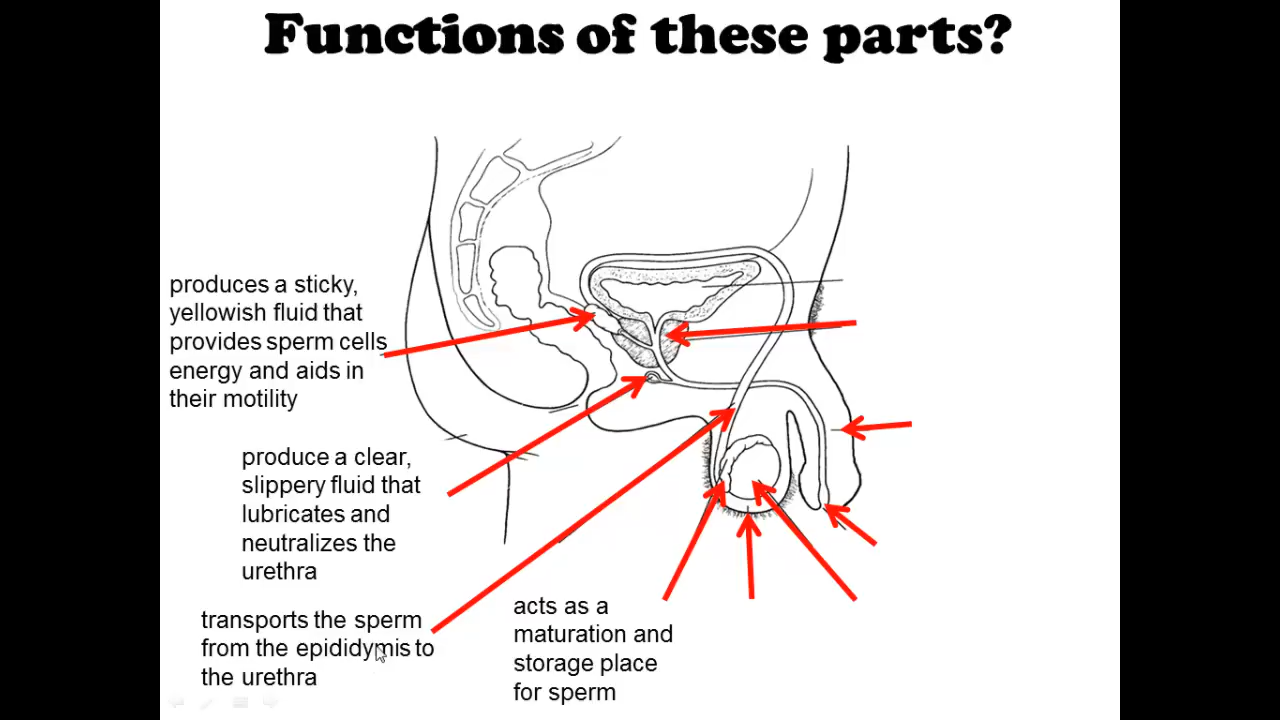 Functions of these parts?
produces a sticky,
yellowish fluid that
provides sperm cells
energy and aids in
their motility
produce a clear,
slippery fluid that
lubricates and
neutralizes the
urethra
transports the sperm
from the epididymis to
the urethra
acts as a
maturation and
storage place
for sperm